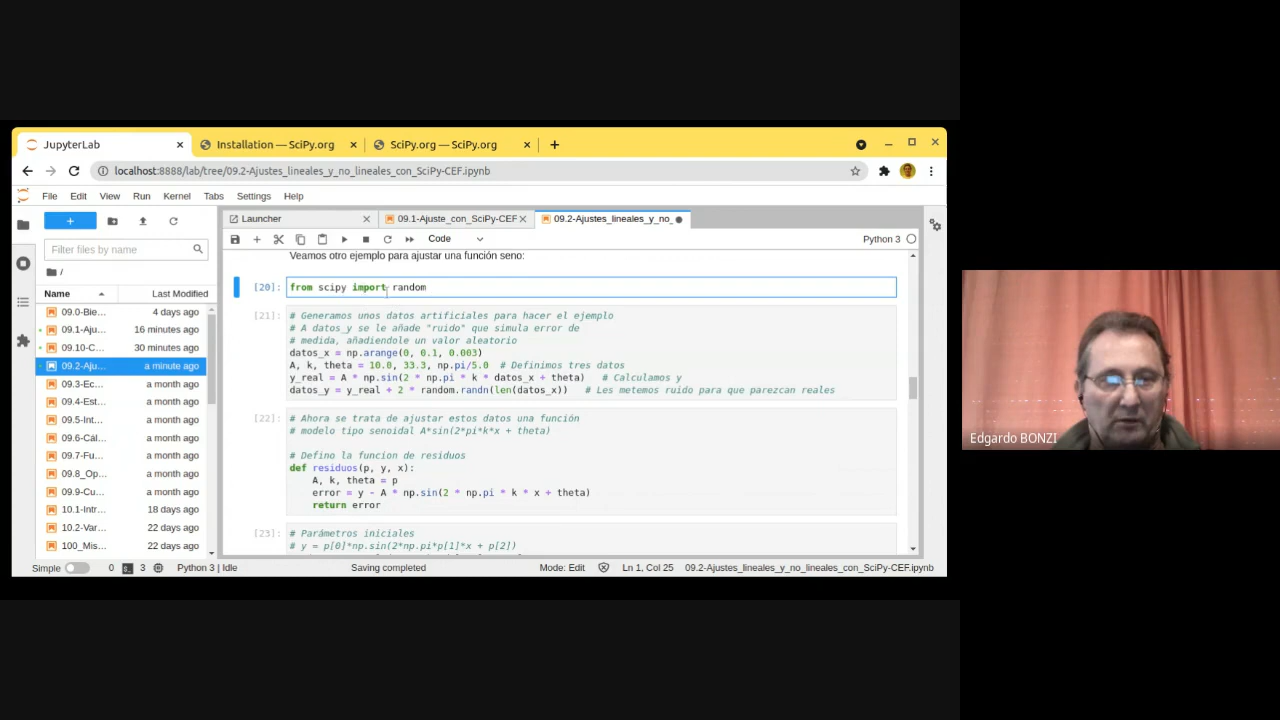 JupyterLab
Installation — SciPy.org
SciPy.org — SciPy.org
localhost:8888/lab/tree/09.2-Ajustes_lineales_y_no_lineales_con_SciPy-CEF.ipynb
File Edit View Run Kernel Tabs Settings Help
Launcher
09.1-Ajuste_con_SciPy-CEF
09.2-Ajustes_lineales_y_no_
Code
Python 3
Filter files by name
/
Name Last Modified
09.0-Bie... 4 days ago
09.1-Aju... 16 minutes ago
09.10-C... 30 minutes ago
09.2-Aju... a minute ago
09.3-Ec... a month ago
09.4-Est... a month ago
09.5-Int... a month ago
09.6-Cál... a month ago
09.7-Fu... a month ago
09.8_Op... a month ago
09.9-Cu... a month ago
10.1-Intr... 18 days ago
10.2-Var... 22 days ago
100_Mis... 22 days ago
Veamos otro ejemplo para ajustar una función seno:
[20]: from scipy import random
[21]: # Generamos unos datos artificiales para hacer el ejemplo
# A datos_y se le añade "ruido" que simula error de
# medida, añadiendole un valor aleatorio
datos_x = np.arange(0, 0.1, 0.003)
A, k, theta = 10.0, 33.3, np.pi/5.0 # Definimos tres datos
y_real = A * np.sin(2 * np.pi * k * datos_x + theta) # Calculamos y
datos_y = y_real + 2 * random.randn(len(datos_x)) # Les metemos ruido para que parezcan reales
[22]: # Ahora se trata de ajustar estos datos una función
# modelo tipo senoidal A*sin(2*pi*k*x + theta)
# Defino la funcion de residuos
def residuos(p, y, x):
A, k, theta = p
error = y - A * np.sin(2 * np.pi * k * x + theta)
return error
[23]: # Parámetros iniciales
# y = p[0]*np.sin(2*np.pi*p[1]*x + p[2])
Simple 0 3 Python 3 | Idle Saving completed Mode: Edit Ln 1, Col 25 09.2-Ajustes_lineales_y_no_lineales_con_SciPy-CEF.ipynb
Edgardo BONZI